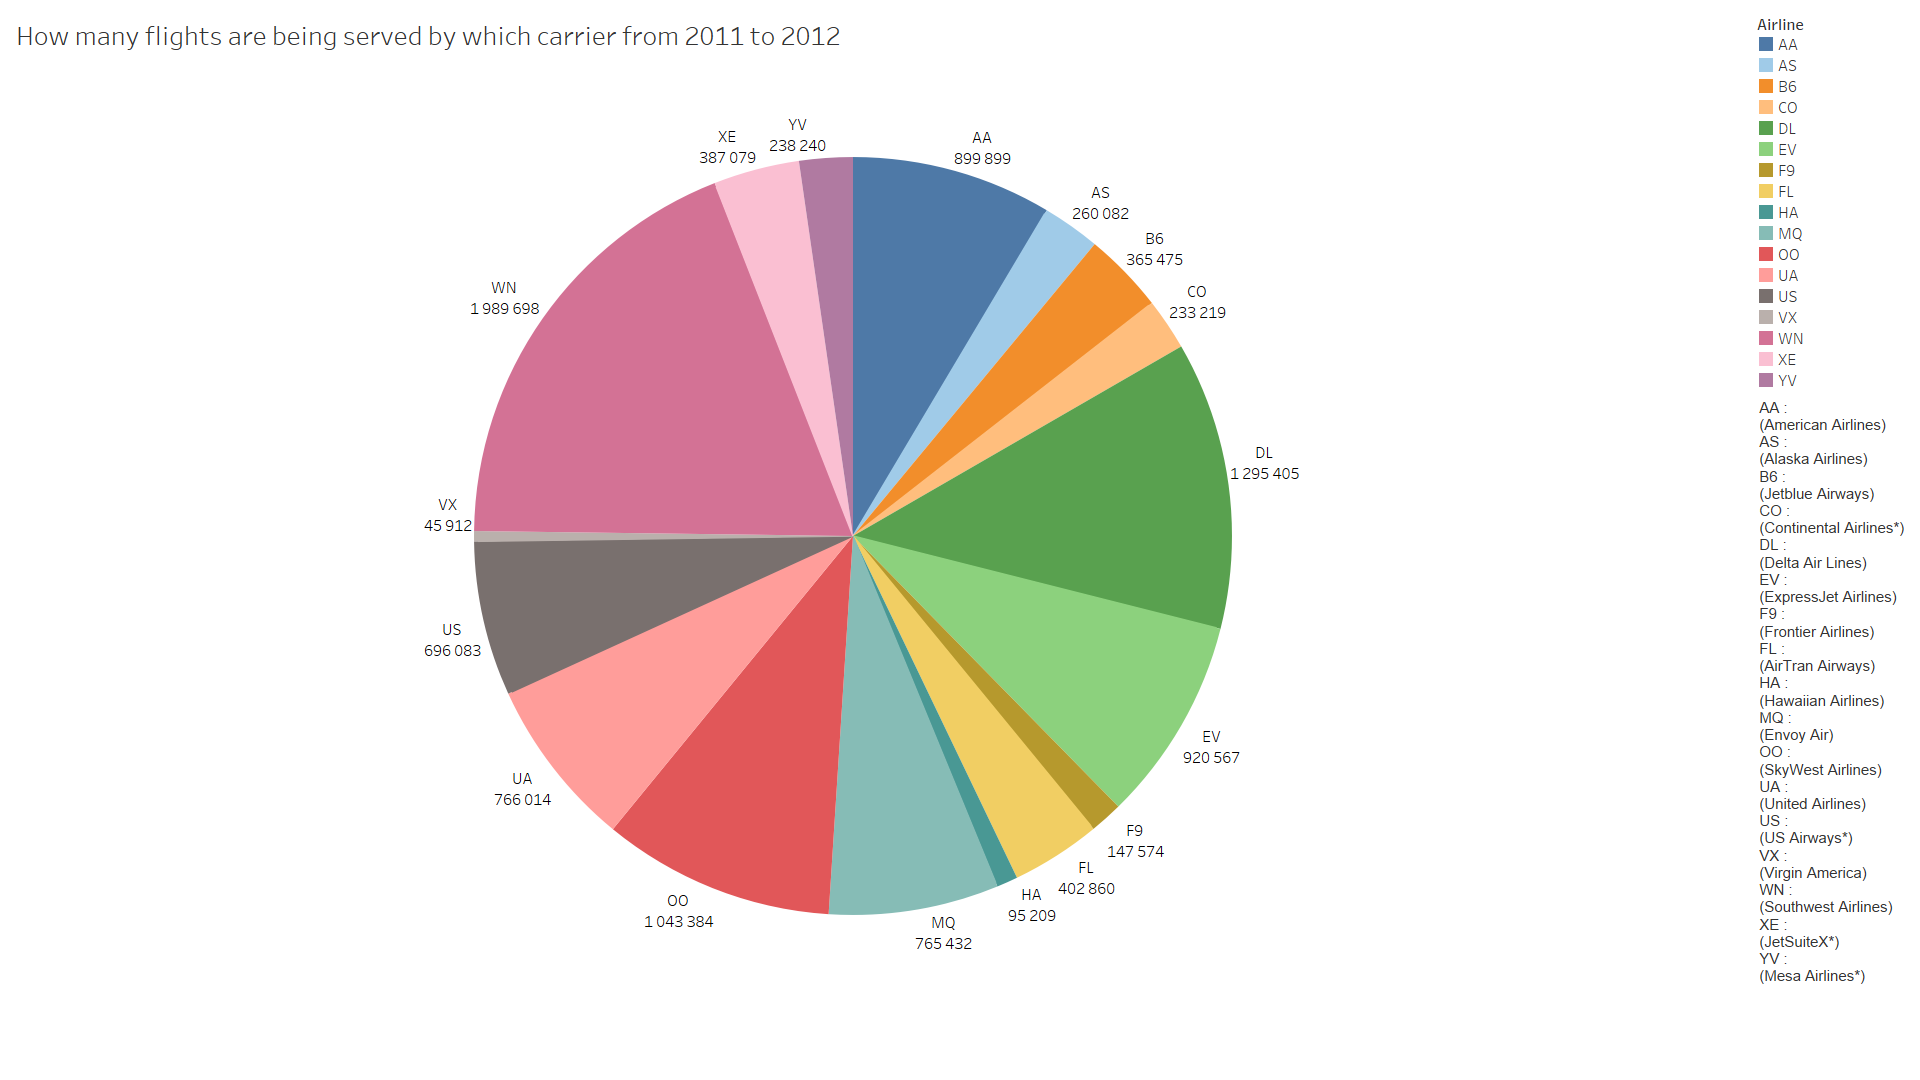 How many flights are being served by which carrier from 2011 to 2012
YV
238 240
XE
387 079
AA
899 899
AS
260 082
B6
365 475
CO
233 219
WN
1 989 698
DL
1 295 405
VX
45 912
US
696 083
EV
920 567
UA
766 014
F9
147 574
FL
402 860
HA
95 209
OO
1 043 384
MQ
765 432
Airline
AA
AS
B6
CO
DL
EV
F9
FL
HA
MQ
OO
UA
US
VX
WN
XE
YV
AA :
(American Airlines)
AS :
(Alaska Airlines)
B6 :
(Jetblue Airways)
CO :
(Continental Airlines*)
DL :
(Delta Air Lines)
EV :
(ExpressJet Airlines)
F9 :
(Frontier Airlines)
FL :
(AirTran Airways)
HA :
(Hawaiian Airlines)
MQ :
(Envoy Air)
OO :
(SkyWest Airlines)
UA :
(United Airlines)
US :
(US Airways*)
VX :
(Virgin America)
WN :
(Southwest Airlines)
XE :
(JetSuiteX*)
YV :
(Mesa Airlines*)